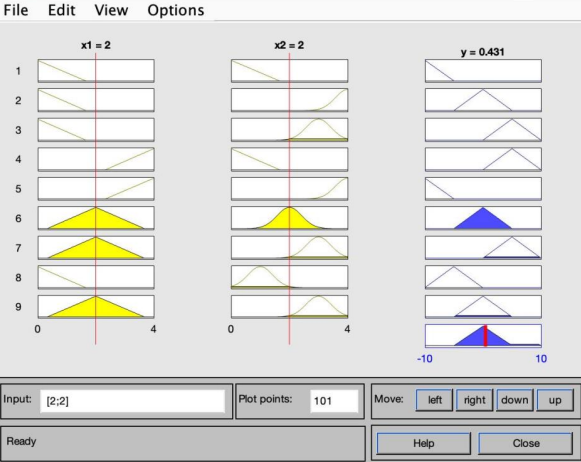 File Edit View Options
x1 = 2 x2 = 2 y = 0.431
1
2
3
4
5
6
7
8
9
0 4 0 4
-10 10
Input: [2;2] Plot points: 101 Move: left right down up
Ready Help Close